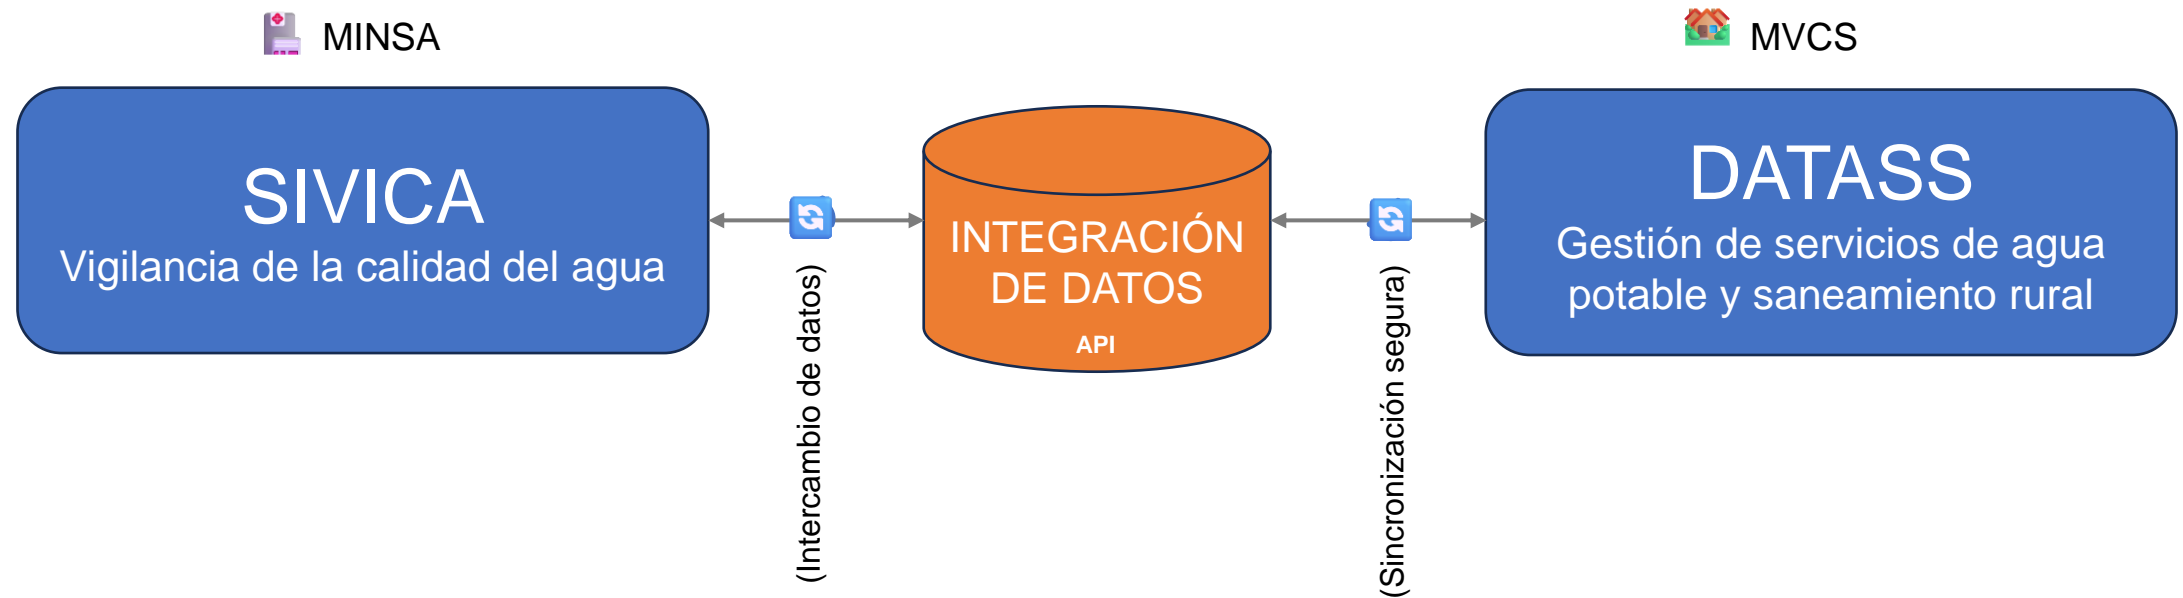 MINSA
MVCS
SIVICA
Vigilancia de la calidad del agua
(Intercambio de datos)
INTEGRACIÓN
DE DATOS
API
(Sincronización segura)
DATASS
Gestión de servicios de agua
potable y saneamiento rural